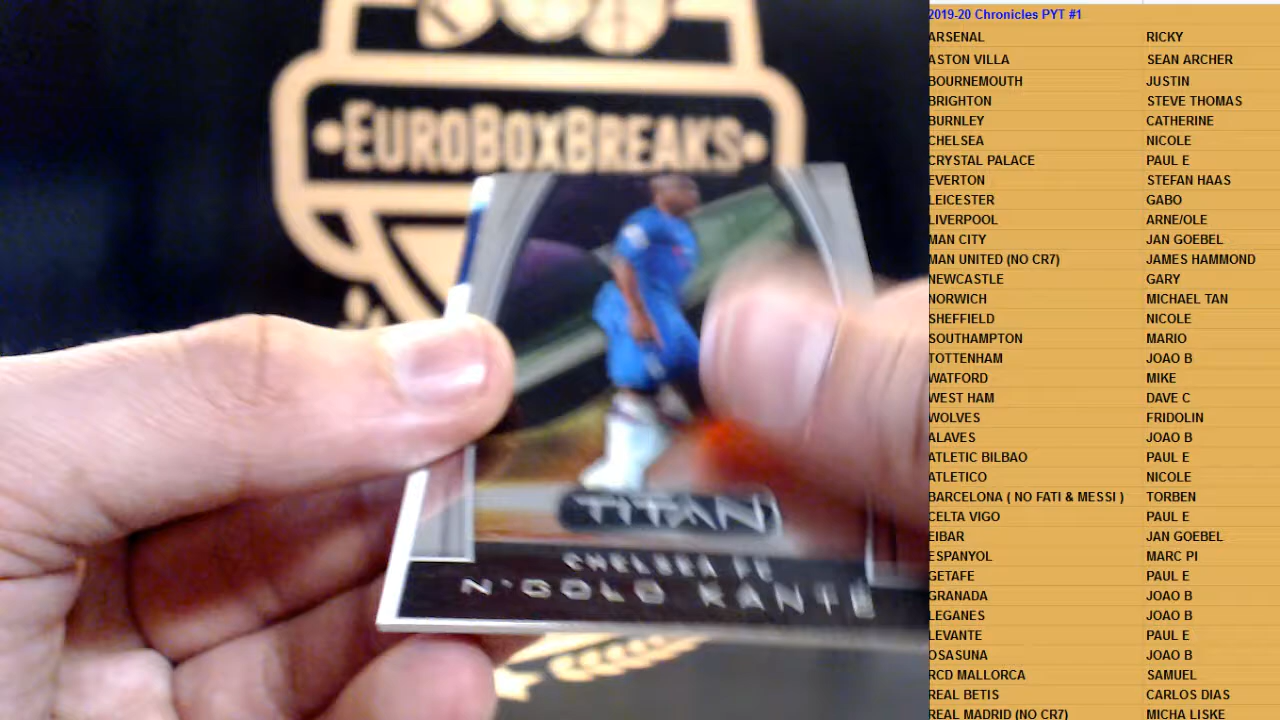 EUROBOXBREAKS
TITAN
CHELSEA FC
N'GOLO KANTÉ
2019-20 Chronicles PYT #1
ARSENAL RICKY
ASTON VILLA SEAN ARCHER
BOURNEMOUTH JUSTIN
BRIGHTON STEVE THOMAS
BURNLEY CATHERINE
CHELSEA NICOLE
CRYSTAL PALACE PAUL E
EVERTON STEFAN HAAS
LEICESTER GABO
LIVERPOOL ARNE/OLE
MAN CITY JAN GOEBEL
MAN UNITED (NO CR7) JAMES HAMMOND
NEWCASTLE GARY
NORWICH MICHAEL TAN
SHEFFIELD NICOLE
SOUTHAMPTON MARIO
TOTTENHAM JOAO B
WATFORD MIKE
WEST HAM DAVE C
WOLVES FRIDOLIN
ALAVES JOAO B
ATLETIC BILBAO PAUL E
ATLETICO NICOLE
BARCELONA ( NO FATI & MESSI ) TORBEN
CELTA VIGO PAUL E
EIBAR JAN GOEBEL
ESPANYOL MARC PI
GETAFE PAUL E
GRANADA JOAO B
LEGANES JOAO B
LEVANTE PAUL E
OSASUNA JOAO B
RCD MALLORCA SAMUEL
REAL BETIS CARLOS DIAS
REAL MADRID (NO CR7) MICHA LISKE